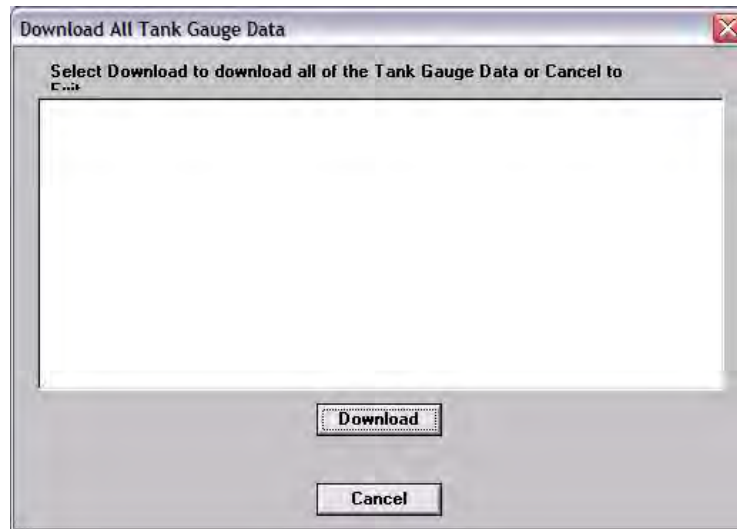 Download All Tank Gauge Data
Select Download to download all of the Tank Gauge Data or Cancel to
Exit
Download
Cancel